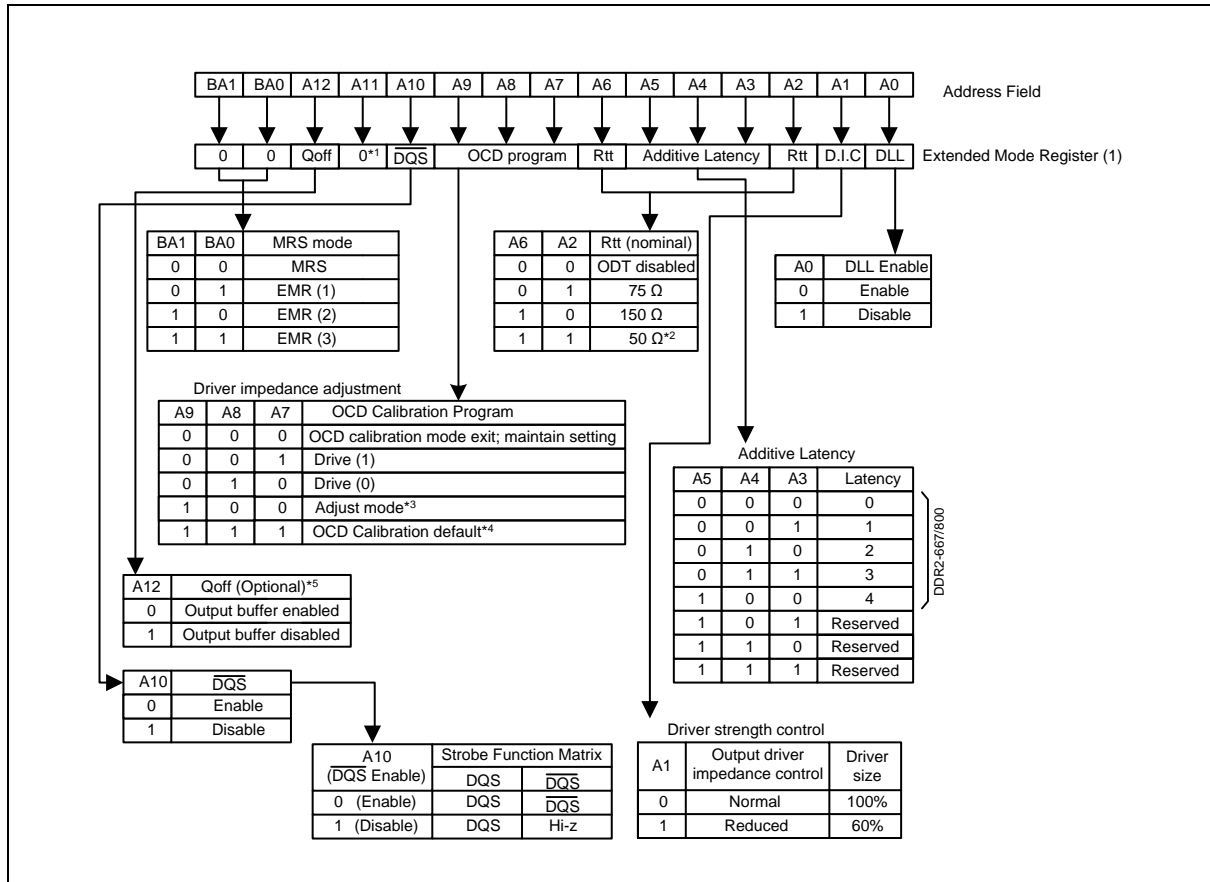 BA1 BA0 A12 A11 A10 A9 A8 A7 A6 A5 A4 A3 A2 A1 A0 Address Field
0 0 Qoff 0*1 DQS OCD program Rtt Additive Latency Rtt D.I.C DLL Extended Mode Register (1)
BA1 BA0 MRS mode
0 0 MRS
0 1 EMR (1)
1 0 EMR (2)
1 1 EMR (3)
A6 A2 Rtt (nominal)
0 0 ODT disabled
0 1 75 Ω
1 0 150 Ω
1 1 50 Ω*2
A0 DLL Enable
0 Enable
1 Disable
Driver impedance adjustment
A9 A8 A7 OCD Calibration Program
0 0 0 OCD calibration mode exit; maintain setting
0 0 1 Drive (1)
0 1 0 Drive (0)
1 0 0 Adjust mode*3
1 1 1 OCD Calibration default*4
Additive Latency
A5 A4 A3 Latency
0 0 0 0
0 0 1 1
0 1 0 2
0 1 1 3
1 0 0 4
1 0 1 Reserved
1 1 0 Reserved
1 1 1 Reserved
DDR2-667/800
A12 Qoff (Optional)*5
0 Output buffer enabled
1 Output buffer disabled
A10 DQS
0 Enable
1 Disable
A10 (DQS Enable) Strobe Function Matrix
DQS DQS
0 (Enable) DQS DQS
1 (Disable) DQS Hi-z
Driver strength control
A1 Output driver impedance control Driver size
0 Normal 100%
1 Reduced 60%